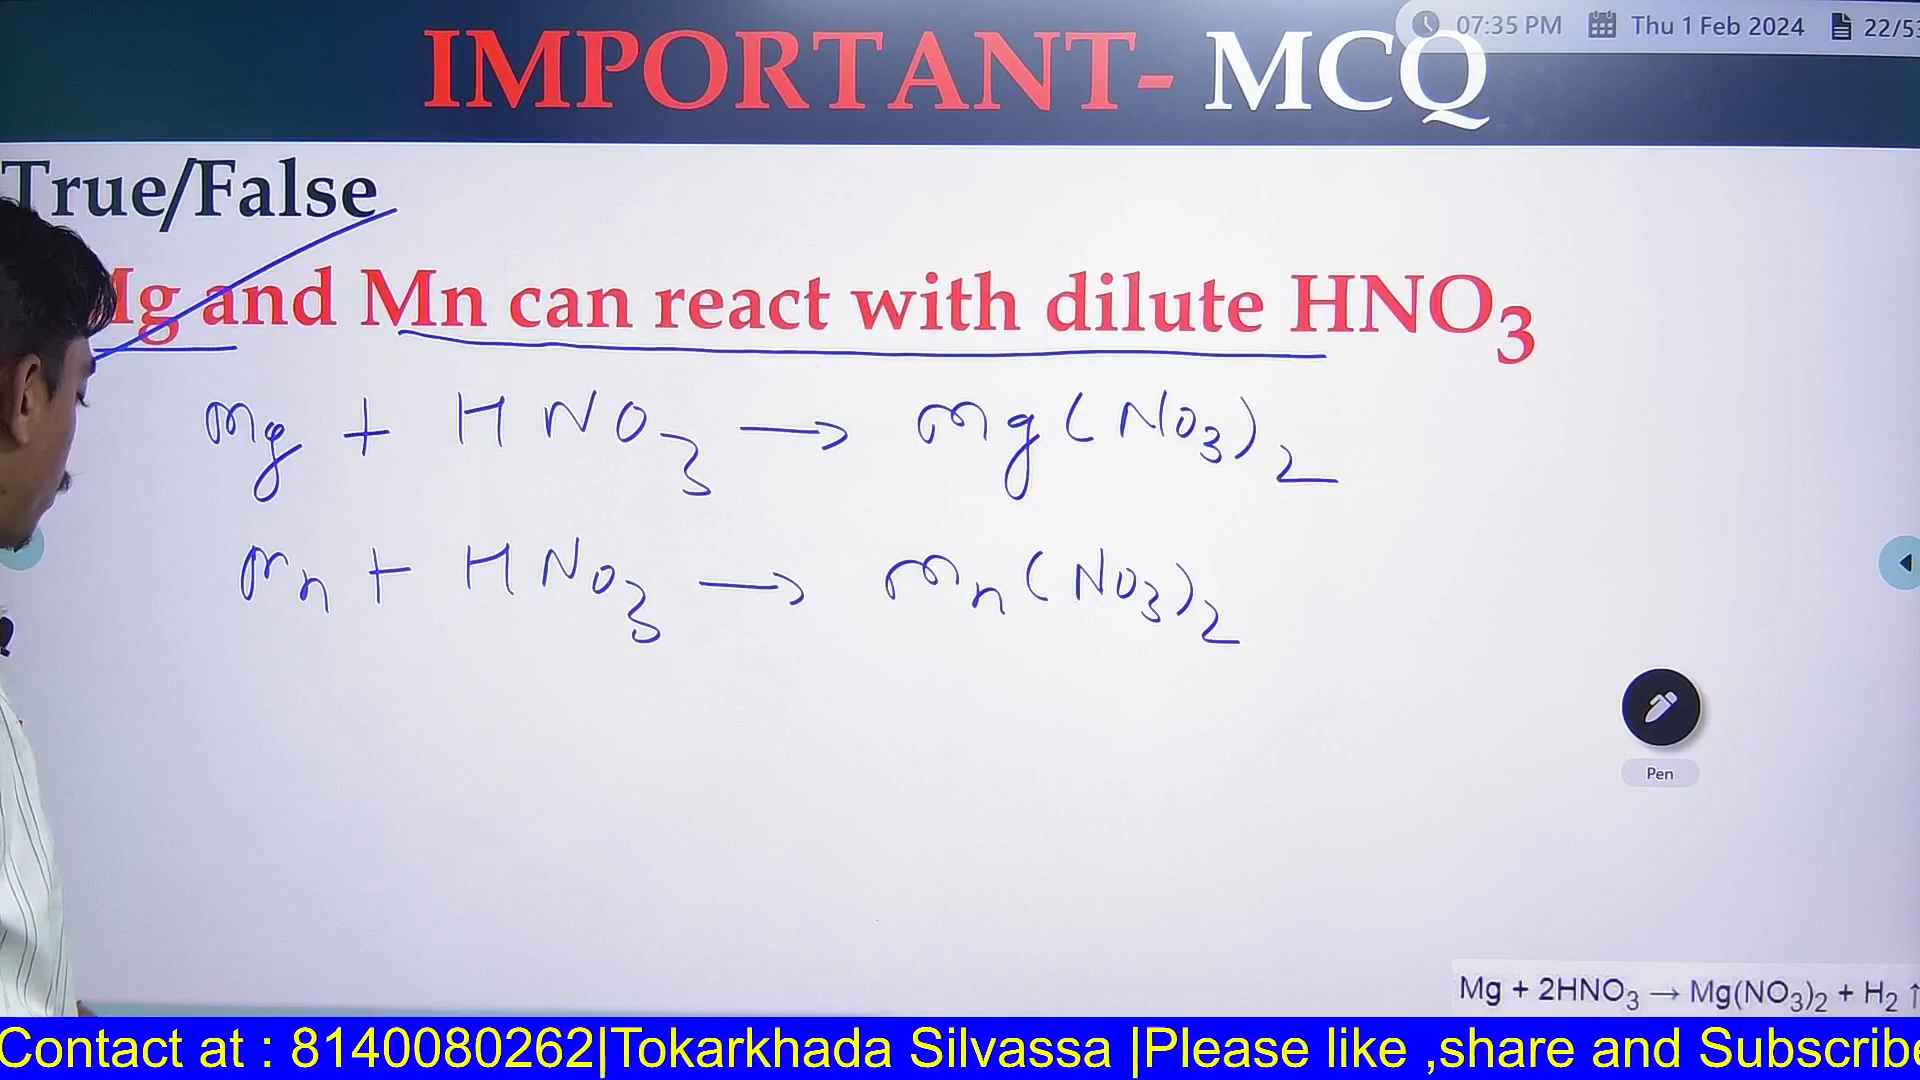 07:35 PM Thu 1 Feb 2024
IMPORTANT- MCQ
True/False
Mg and Mn can react with dilute HNO₃
Mg + HNO₃ → Mg(NO₃)₂
Mn + HNO₃ → Mn(NO₃)₂
Pen
Mg + 2HNO₃ → Mg(NO₃)₂ + H₂ ↑
Contact at : 8140080262|Tokarkhada Silvassa |Please like ,share and